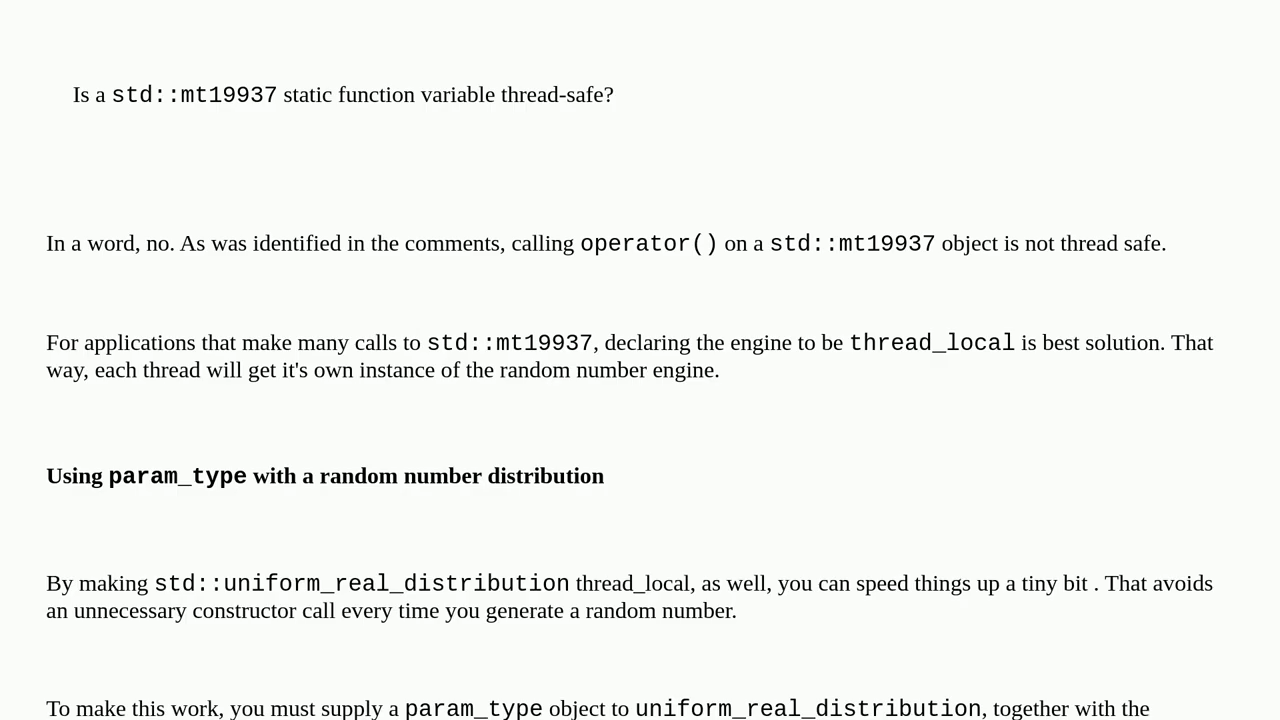 Is a std::mt19937 static function variable thread-safe?
In a word, no. As was identified in the comments, calling operator() on a std::mt19937 object is not thread safe.
For applications that make many calls to std::mt19937, declaring the engine to be thread_local is best solution. That
way, each thread will get it's own instance of the random number engine.
Using param_type with a random number distribution
By making std::uniform_real_distribution thread_local, as well, you can speed things up a tiny bit . That avoids
an unnecessary constructor call every time you generate a random number.
To make this work, you must supply a param_type object to uniform_real_distribution, together with the